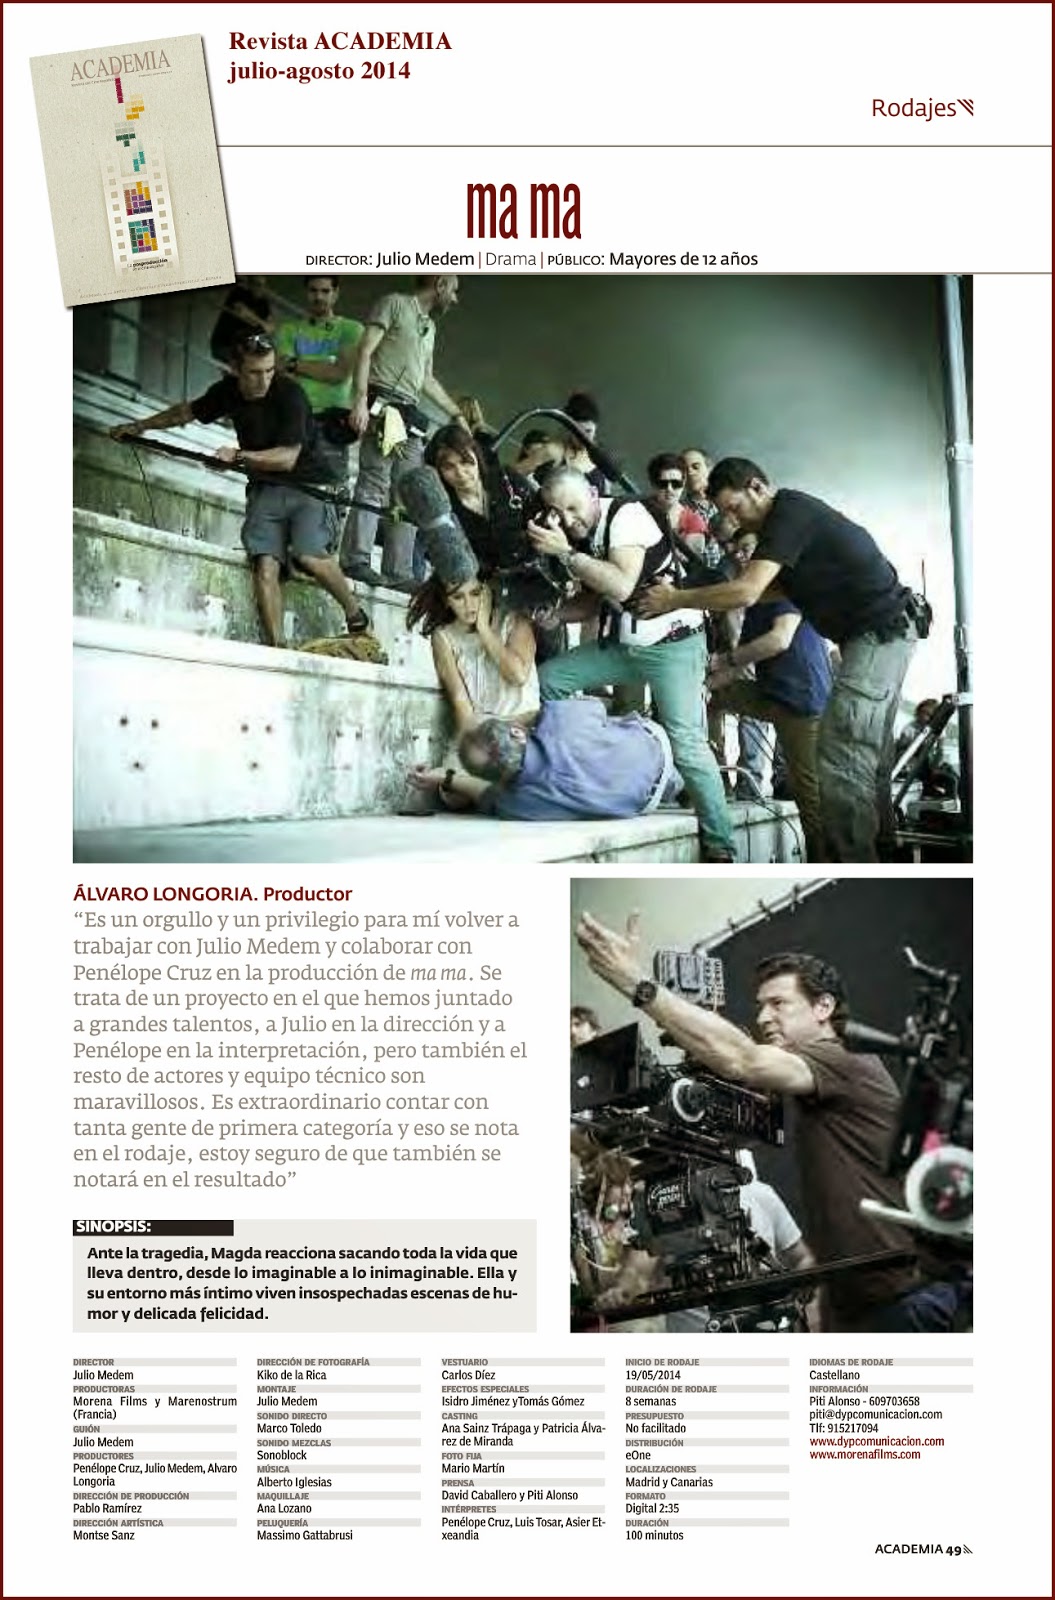 ACADEMIA
Revista ACADEMIA
julio-agosto 2014
Rodajes
ma ma
DIRECTOR: Julio Medem | Drama | PÚBLICO: Mayores de 12 años
ÁLVARO LONGORIA. Productor
“Es un orgullo y un privilegio para mí volver a
trabajar con Julio Medem y colaborar con
Penélope Cruz en la producción de ma ma. Se
trata de un proyecto en el que hemos juntado
a grandes talentos, a Julio en la dirección y a
Penélope en la interpretación, pero también el
resto de actores y equipo técnico son
maravillosos. Es extraordinario contar con
tanta gente de primera categoría y eso se nota
en el rodaje, estoy seguro de que también se
notará en el resultado”
SINOPSIS:
Ante la tragedia, Magda reacciona sacando toda la vida que
lleva dentro, desde lo imaginable a lo inimaginable. Ella y
su entorno más íntimo viven insospechadas escenas de hu-
mor y delicada felicidad.
DIRECTOR
Julio Medem
PRODUCTORAS
Morena Films y Marenostrum
(Francia)
GUIÓN
Julio Medem
PRODUCTORES
Penélope Cruz, Julio Medem, Alvaro
Longoria
DIRECCIÓN DE PRODUCCIÓN
Pablo Ramírez
DIRECCIÓN ARTÍSTICA
Montse Sanz
DIRECCIÓN DE FOTOGRAFÍA
Kiko de la Rica
MONTAJE
Julio Medem
SONIDO DIRECTO
Marco Toledo
SONIDO MEZCLAS
Sonoblock
MÚSICA
Alberto Iglesias
MAQUILLAJE
Ana Lozano
PELUQUERÍA
Massimo Gattabrusi
VESTUARIO
Carlos Díez
EFECTOS ESPECIALES
Isidro Jiménez yTomás Gómez
CASTING
Ana Sainz Trápaga y Patricia Álva-
rez de Miranda
FOTO FIJA
Mario Martín
PRENSA
David Caballero y Piti Alonso
INTÉRPRETES
Penélope Cruz, Luis Tosar, Asier Et-
xeandia
INICIO DE RODAJE
19/05/2014
DURACIÓN DE RODAJE
8 semanas
PRESUPUESTO
No facilitado
DISTRIBUCIÓN
eOne
LOCALIZACIONES
Madrid y Canarias
FORMATO
Digital 2:35
DURACIÓN
100 minutos
IDIOMAS DE RODAJE
Castellano
INFORMACIÓN
Piti Alonso - 609703658
piti@dypcomunicacion.com
Tlf: 915217094
www.dypcomunicacion.com
www.morenafilms.com
ACADEMIA 49